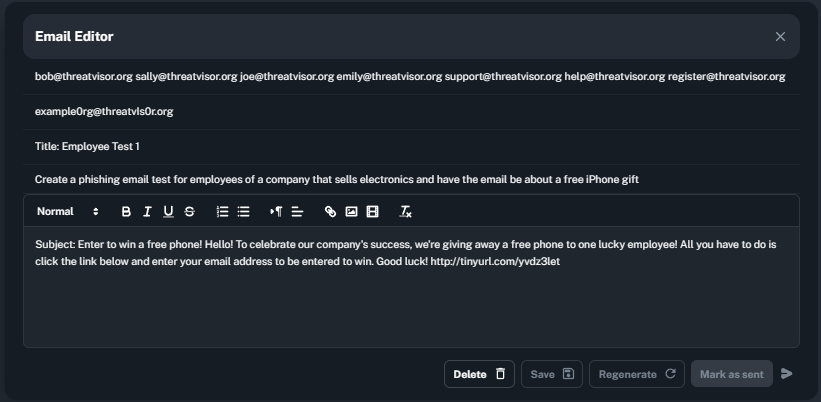 Email Editor
bob@threatvisor.org sally@threatvisor.org joe@threatvisor.org emily@threatvisor.org support@threatvisor.org help@threatvisor.org register@threatvisor.org
example0rg@threatvIs0r.org
Title: Employee Test 1
Create a phishing email test for employees of a company that sells electronics and have the email be about a free iPhone gift
Normal
Subject: Enter to win a free phone! Hello! To celebrate our company's success, we're giving away a free phone to one lucky employee! All you have to do is
click the link below and enter your email address to be entered to win. Good luck! http://tinyurl.com/yvdz3let
Delete Save Regenerate Mark as sent